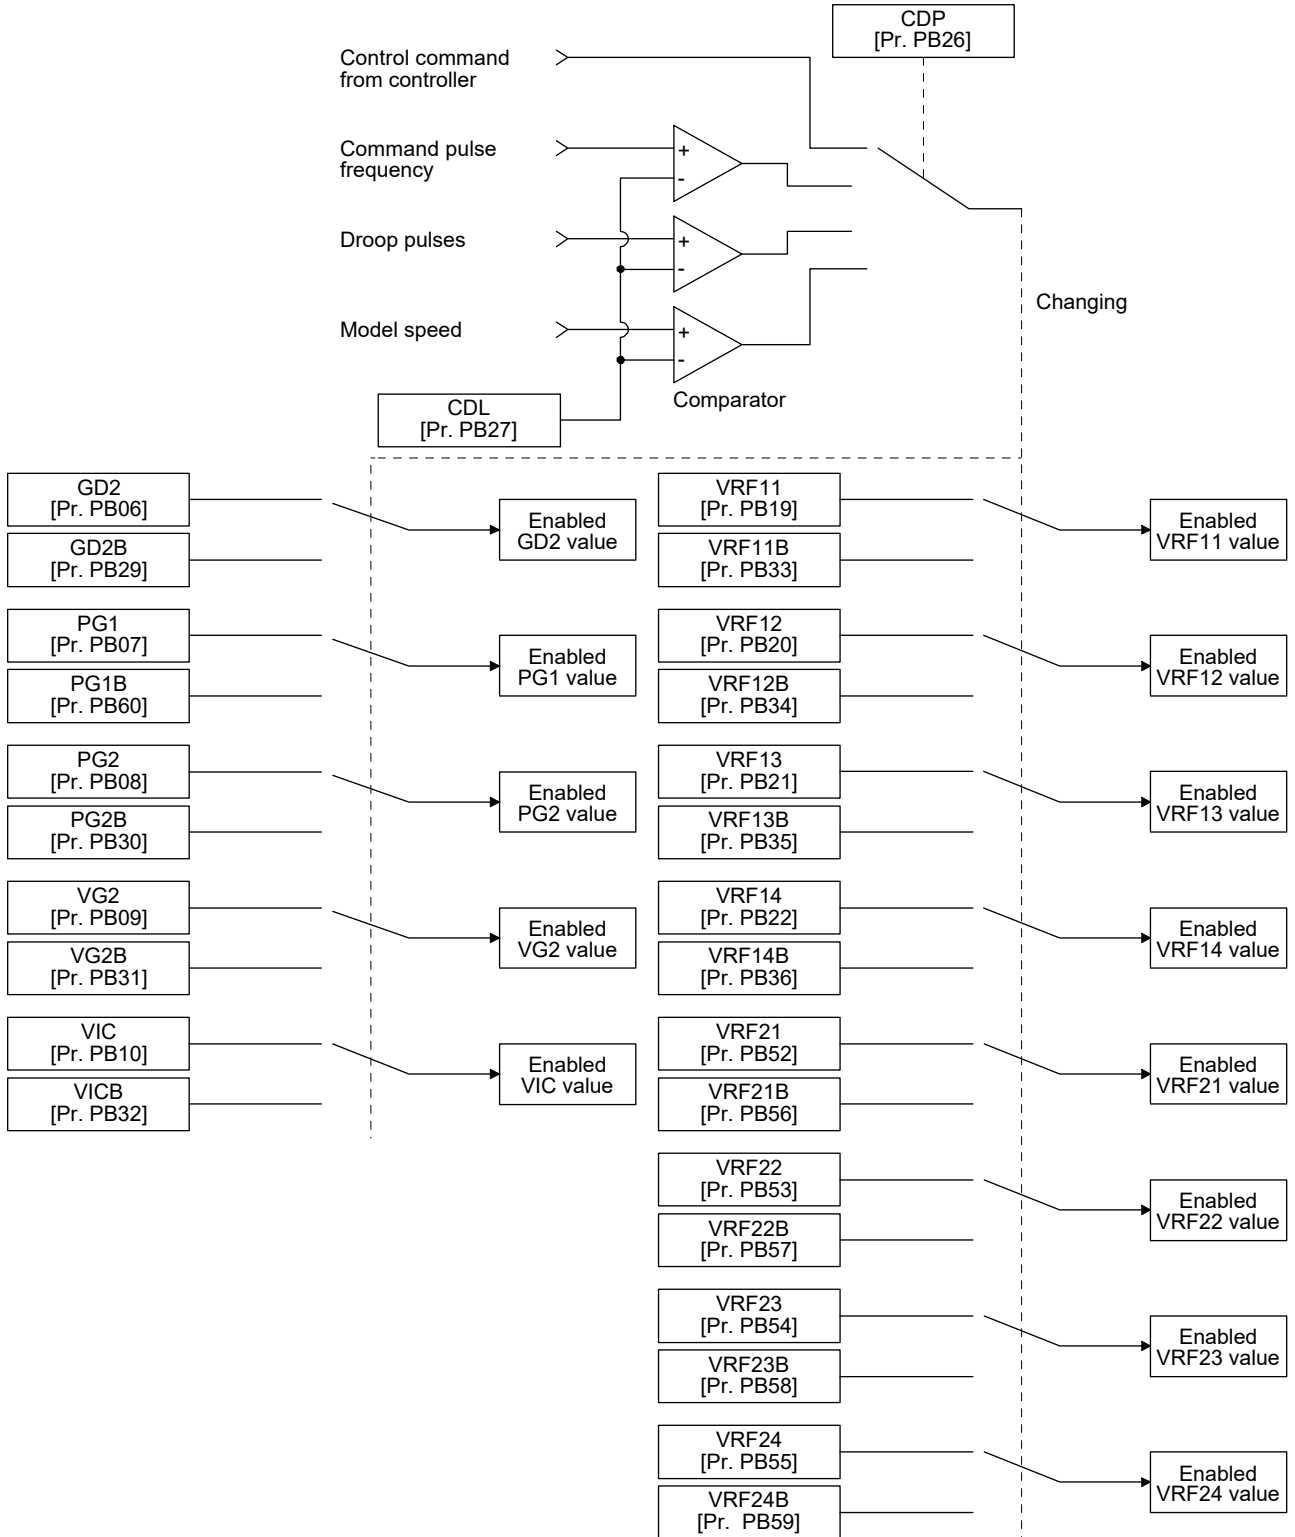 CDP
[Pr. PB26]
Control command
from controller
Command pulse
frequency
+
-
Droop pulses
+
-
Changing
Model speed
+
-
Comparator
CDL
[Pr. PB27]
GD2
[Pr. PB06]
GD2B
[Pr. PB29]
Enabled
GD2 value
PG1
[Pr. PB07]
PG1B
[Pr. PB60]
Enabled
PG1 value
PG2
[Pr. PB08]
PG2B
[Pr. PB30]
Enabled
PG2 value
VG2
[Pr. PB09]
VG2B
[Pr. PB31]
Enabled
VG2 value
VIC
[Pr. PB10]
VICB
[Pr. PB32]
Enabled
VIC value
VRF11
[Pr. PB19]
VRF11B
[Pr. PB33]
Enabled
VRF11 value
VRF12
[Pr. PB20]
VRF12B
[Pr. PB34]
Enabled
VRF12 value
VRF13
[Pr. PB21]
VRF13B
[Pr. PB35]
Enabled
VRF13 value
VRF14
[Pr. PB22]
VRF14B
[Pr. PB36]
Enabled
VRF14 value
VRF21
[Pr. PB52]
VRF21B
[Pr. PB56]
Enabled
VRF21 value
VRF22
[Pr. PB53]
VRF22B
[Pr. PB57]
Enabled
VRF22 value
VRF23
[Pr. PB54]
VRF23B
[Pr. PB58]
Enabled
VRF23 value
VRF24
[Pr. PB55]
VRF24B
[Pr. PB59]
Enabled
VRF24 value